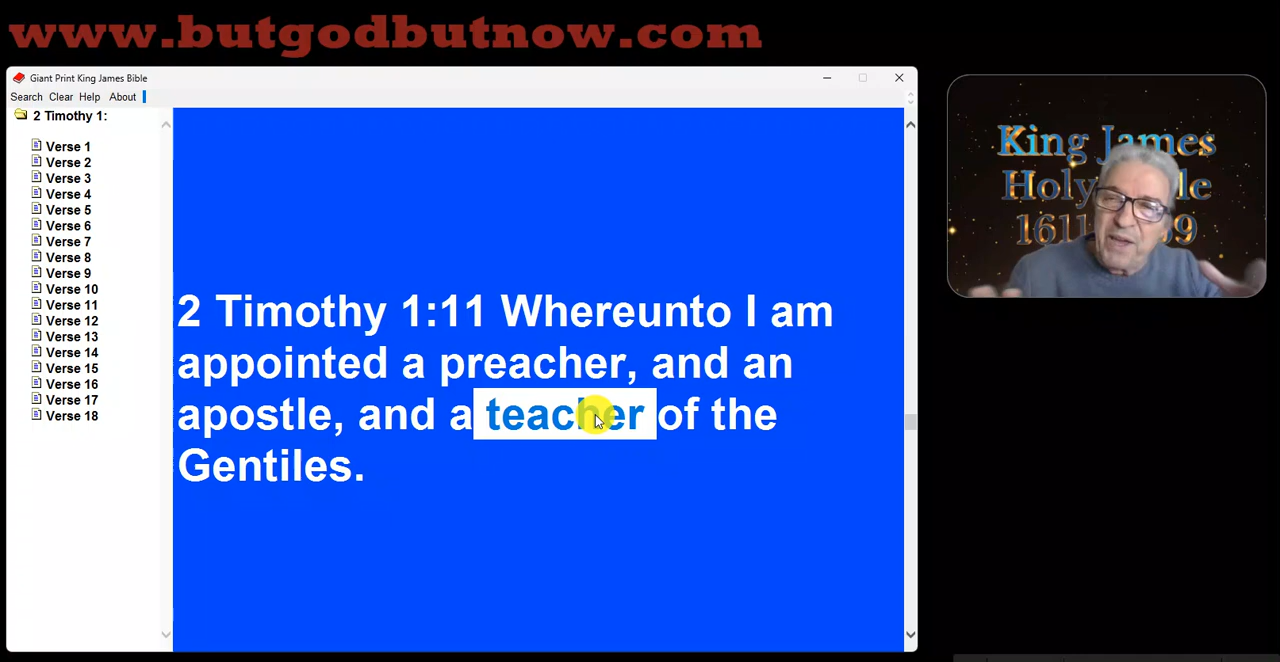 www.butgodbutnow.com
Giant Print King James Bible
Search Clear Help About
2 Timothy 1:
Verse 1
Verse 2
Verse 3
Verse 4
Verse 5
Verse 6
Verse 7
Verse 8
Verse 9
Verse 10
Verse 11
Verse 12
Verse 13
Verse 14
Verse 15
Verse 16
Verse 17
Verse 18
2 Timothy 1:11 Whereunto I am
appointed a preacher, and an
apostle, and a teacher of the
Gentiles.
King James
Holy